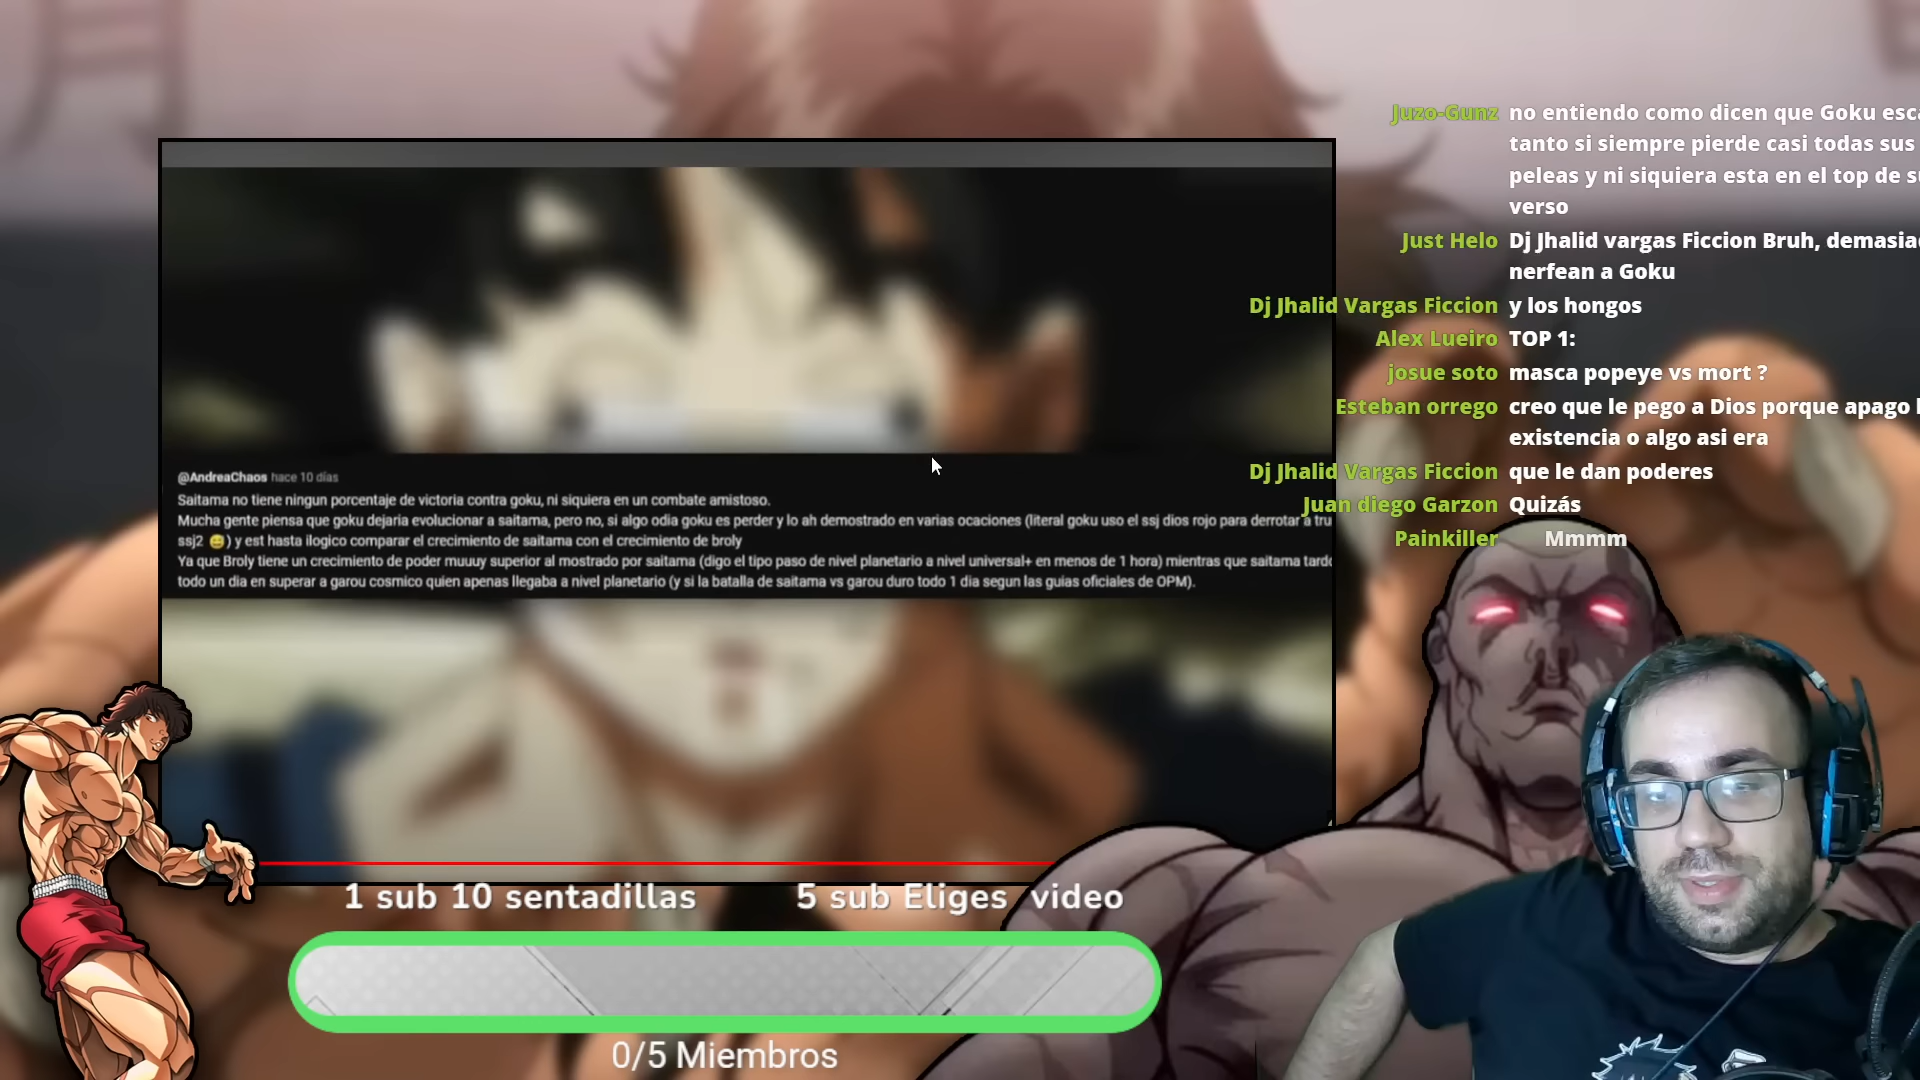 @AndreaChaos hace 10 días
Saitama no tiene ningun porcentaje de victoria contra goku, ni siquiera en un combate amistoso.
Mucha gente piensa que goku dejaria evolucionar a saitama, pero no, si algo odia goku es perder y lo ah demostrado en varias ocaciones (literal goku uso el ssj dios rojo para derrotar a tru
ssj2 😅) y est hasta ilogico comparar el crecimiento de saitama con el crecimiento de broly
Ya que Broly tiene un crecimiento de poder muuuy superior al mostrado por saitama (digo el tipo paso de nivel planetario a nivel universal+ en menos de 1 hora) mientras que saitama tardo
todo un dia en superar a garou cosmico quien apenas llegaba a nivel planetario (y si la batalla de saitama vs garou duro todo 1 dia segun las guias oficiales de OPM).
Juzo-Gunz no entiendo como dicen que Goku esca
tanto si siempre pierde casi todas sus
peleas y ni siquiera esta en el top de su
verso
Just Helo Dj Jhalid vargas Ficcion Bruh, demasia
nerfean a Goku
Dj Jhalid Vargas Ficcion y los hongos
Alex Lueiro TOP 1:
josue soto masca popeye vs mort ?
Esteban orrego creo que le pego a Dios porque apago
existencia o algo asi era
Dj Jhalid Vargas Ficcion que le dan poderes
Juan diego Garzon Quizás
Painkiller Mmmm
1 sub 10 sentadillas 5 sub Eliges video
0/5 Miembros